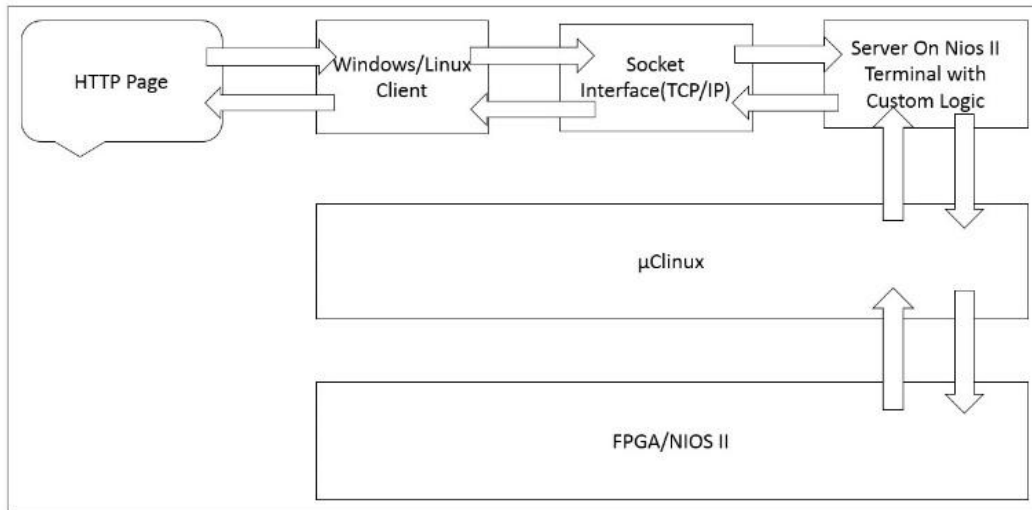 HTTP Page
Windows/Linux
Client
Socket
Interface(TCP/IP)
Server On Nios II
Terminal with
Custom Logic
µClinux
FPGA/NIOS II